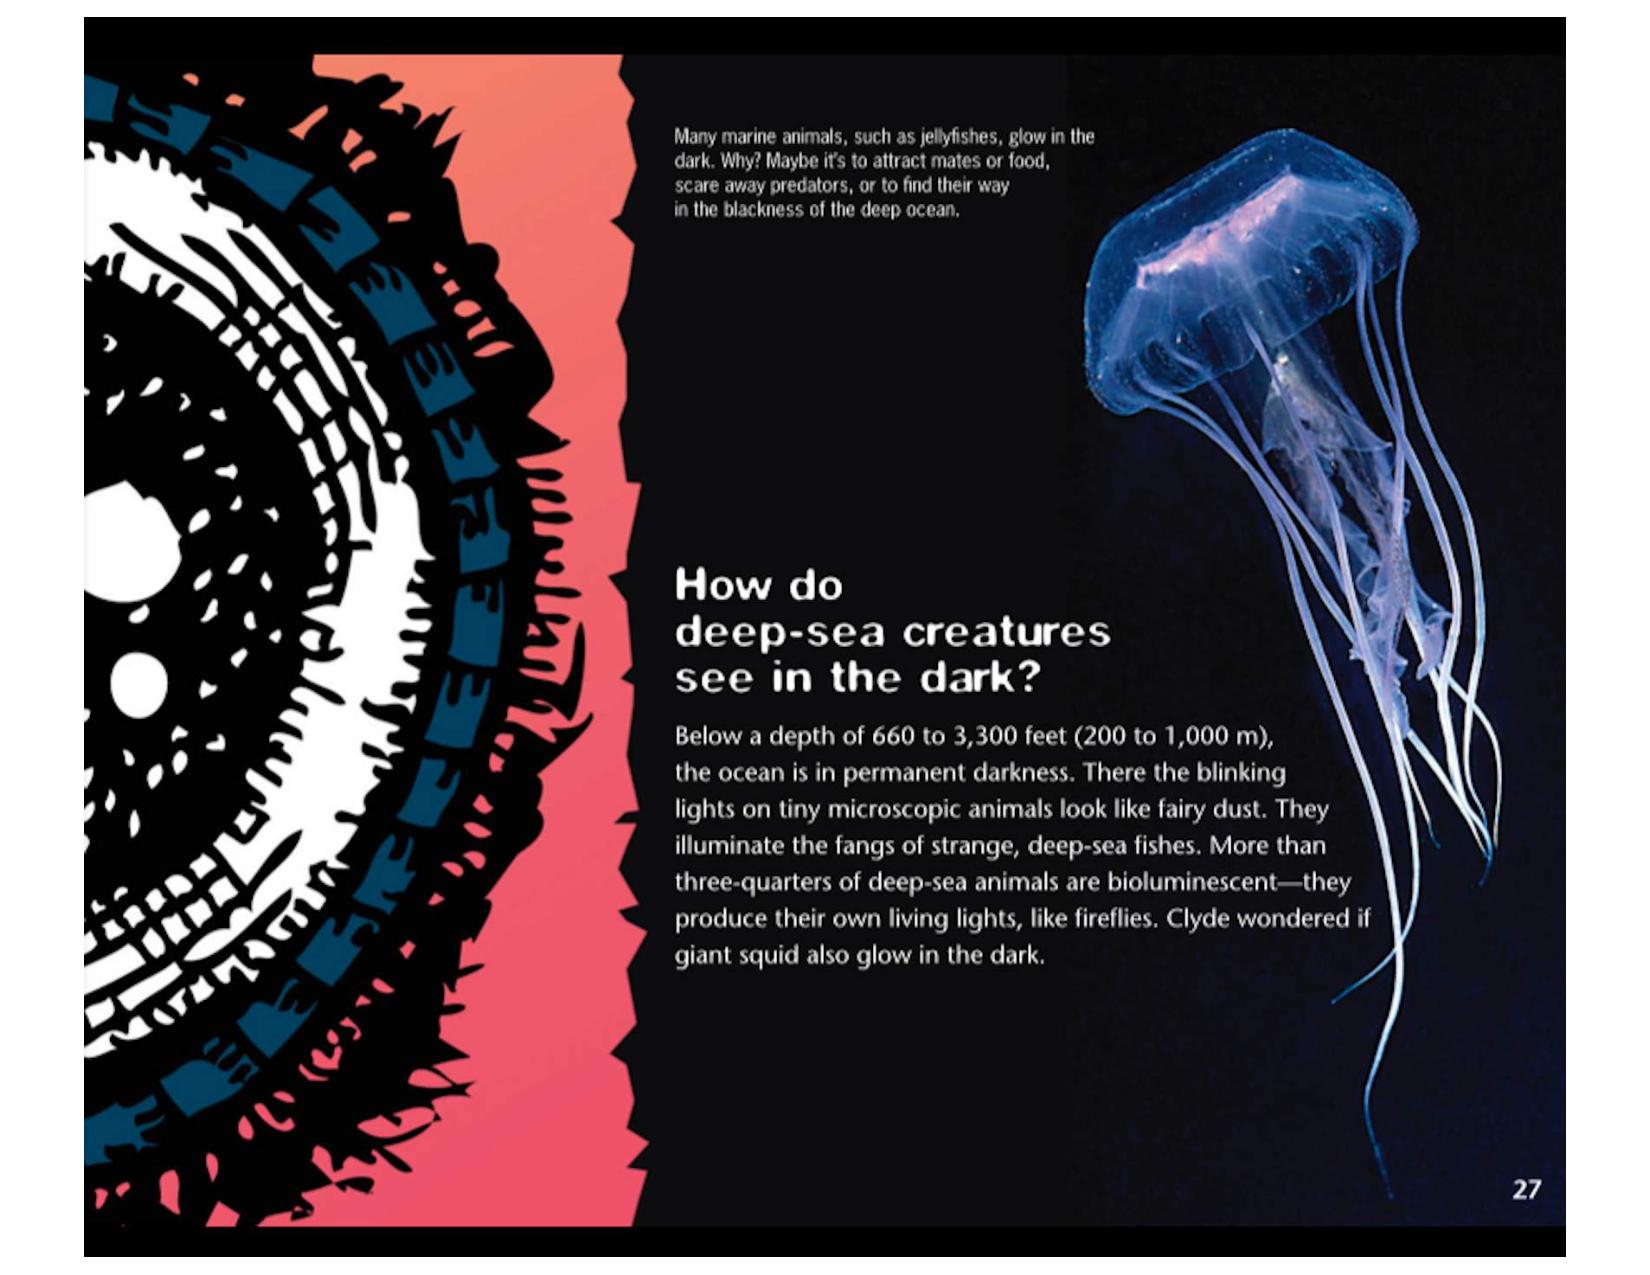 Many marine animals, such as jellyfishes, glow in the
dark. Why? Maybe it's to attract mates or food,
scare away predators, or to find their way
in the blackness of the deep ocean.
How do
deep-sea creatures
see in the dark?
Below a depth of 660 to 3,300 feet (200 to 1,000 m),
the ocean is in permanent darkness. There the blinking
lights on tiny microscopic animals look like fairy dust. They
illuminate the fangs of strange, deep-sea fishes. More than
three-quarters of deep-sea animals are bioluminescent—they
produce their own living lights, like fireflies. Clyde wondered if
giant squid also glow in the dark.
27